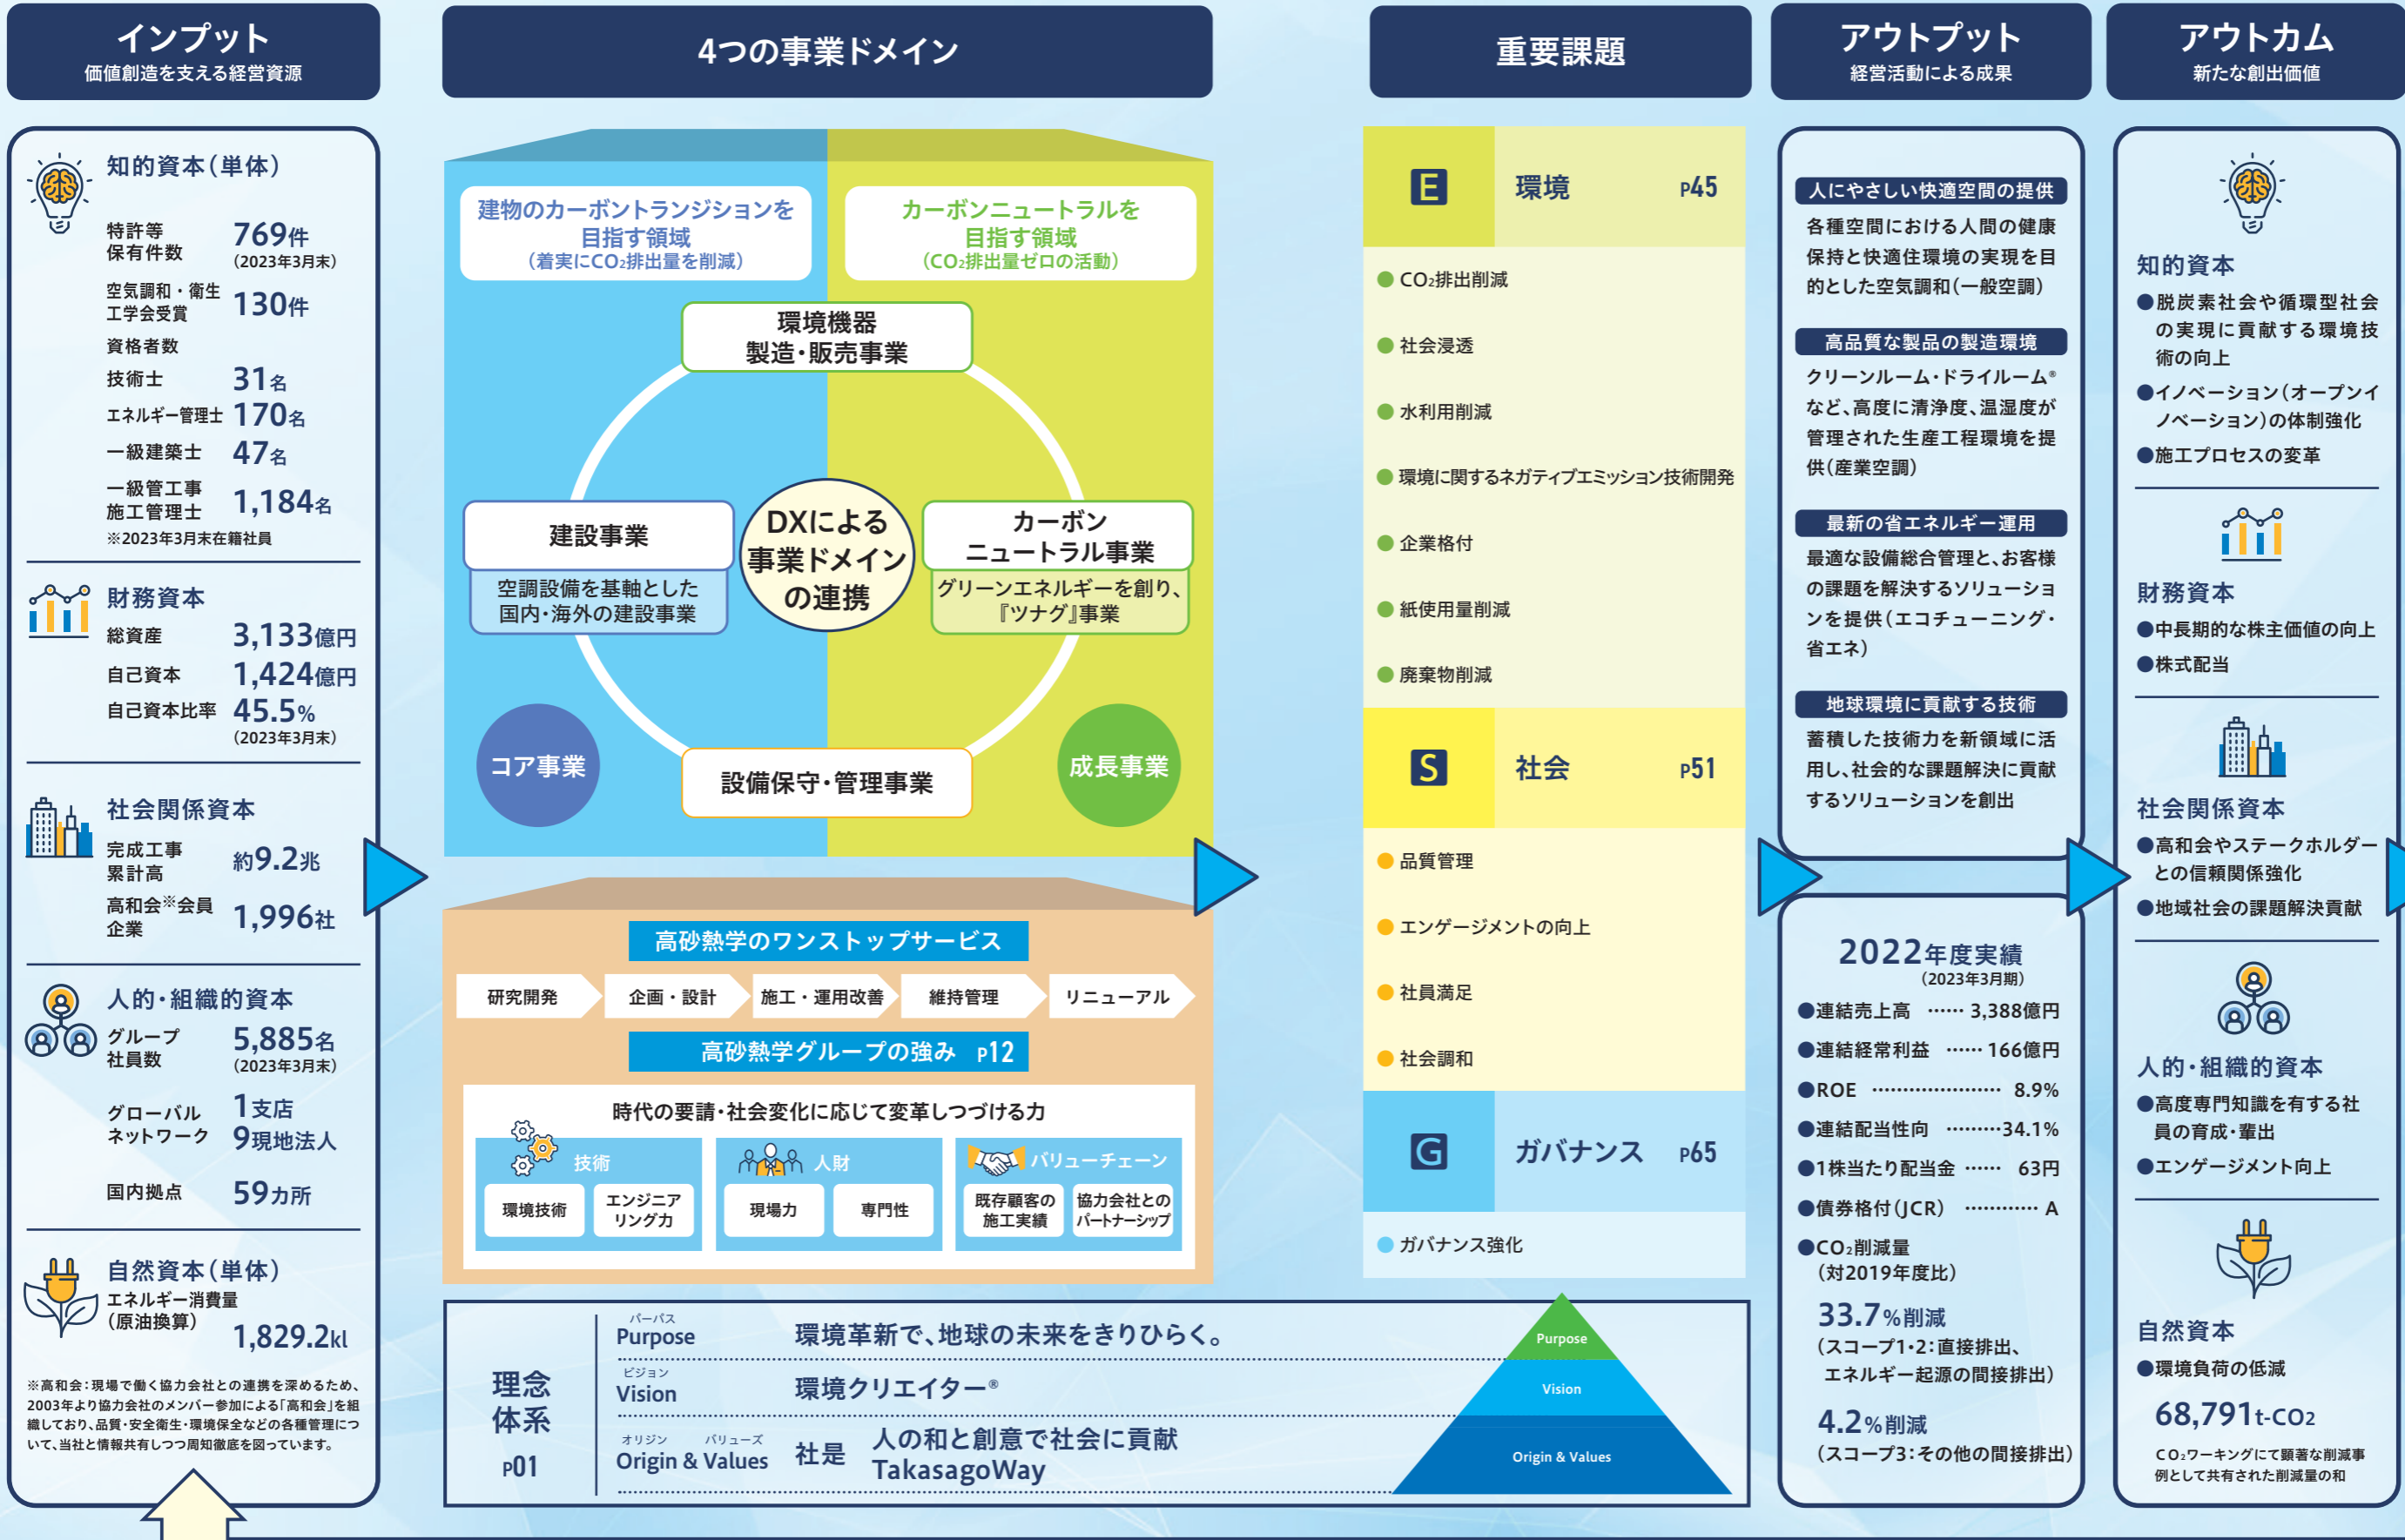 インプット
価値創造を支える経営資源
知的資本（単体）
特許等
保有件数
769件
（2023年3月末）
空気調和・衛生
工学会受賞
130件
資格者数
技術士 31名
エネルギー管理士 170名
一級建築士 47名
一級管工事
施工管理士
1,184名
※2023年3月末在籍社員
財務資本
総資産 3,133億円
自己資本 1,424億円
自己資本比率 45.5%
（2023年3月末）
社会関係資本
完成工事
累計高
約9.2兆
高和会※会員
企業
1,996社
人的・組織的資本
グループ
社員数
5,885名
（2023年3月末）
グローバル
ネットワーク
1支店
9現地法人
国内拠点 59カ所
自然資本（単体）
エネルギー消費量
（原油換算）
1,829.2kl
※高和会：現場で働く協力会社との連携を深めるため、
2003年より協力会社のメンバー参加による「高和会」を組
織しており、品質・安全衛生・環境保全などの各種管理につ
いて、当社と情報共有しつつ周知徹底を図っています。
4つの事業ドメイン
建物のカーボントランジションを
目指す領域
（着実にCO₂排出量を削減）
カーボンニュートラルを
目指す領域
（CO₂排出量ゼロの活動）
環境機器
製造・販売事業
建設事業
空調設備を基軸とした
国内・海外の建設事業
DXによる
事業ドメイン
の連携
カーボン
ニュートラル事業
グリーンエネルギーを創り、
『ツナグ』事業
コア事業
設備保守・管理事業
成長事業
高砂熱学のワンストップサービス
研究開発
企画・設計
施工・運用改善
維持管理
リニューアル
高砂熱学グループの強み P12
時代の要請・社会変化に応じて変革しつづける力
技術
環境技術
エンジニア
リング力
人財
現場力
専門性
バリューチェーン
既存顧客の
施工実績
協力会社との
パートナーシップ
理念
体系
P01
パーパス
Purpose 環境革新で、地球の未来をきりひらく。
ビジョン
Vision 環境クリエイター®
オリジン バリューズ
Origin & Values 社是 人の和と創意で社会に貢献
TakasagoWay
Purpose
Vision
Origin & Values
重要課題
E 環境 P45
●CO₂排出削減
●社会浸透
●水利用削減
●環境に関するネガティブエミッション技術開発
●企業格付
●紙使用量削減
●廃棄物削減
S 社会 P51
●品質管理
●エンゲージメントの向上
●社員満足
●社会調和
G ガバナンス P65
●ガバナンス強化
アウトプット
経営活動による成果
人にやさしい快適空間の提供
各種空間における人間の健康
保持と快適住環境の実現を目
的とした空気調和（一般空調）
高品質な製品の製造環境
クリーンルーム・ドライルーム®
など、高度に清浄度、温湿度が
管理された生産工程環境を提
供（産業空調）
最新の省エネルギー運用
最適な設備総合管理と、お客様
の課題を解決するソリューショ
ンを提供（エコチューニング・
省エネ）
地球環境に貢献する技術
蓄積した技術力を新領域に活
用し、社会的な課題解決に貢献
するソリューションを創出
2022年度実績
（2023年3月期）
●連結売上高 …… 3,388億円
●連結経常利益 …… 166億円
●ROE ………………… 8.9%
●連結配当性向 ………34.1%
●1株当たり配当金 …… 63円
●債券格付（JCR） ………… A
●CO₂削減量
（対2019年度比）
33.7%削減
（スコープ1・2：直接排出、
エネルギー起源の間接排出）
4.2%削減
（スコープ3：その他の間接排出）
アウトカム
新たな創出価値
知的資本
●脱炭素社会や循環型社会
の実現に貢献する環境技
術の向上
●イノベーション（オープンイ
ノベーション）の体制強化
●施工プロセスの変革
財務資本
●中長期的な株主価値の向上
●株式配当
社会関係資本
●高和会やステークホルダー
との信頼関係強化
●地域社会の課題解決貢献
人的・組織的資本
●高度専門知識を有する社
員の育成・輩出
●エンゲージメント向上
自然資本
●環境負荷の低減
68,791t-CO2
CO₂ワーキングにて顕著な削減事
例として共有された削減量の和